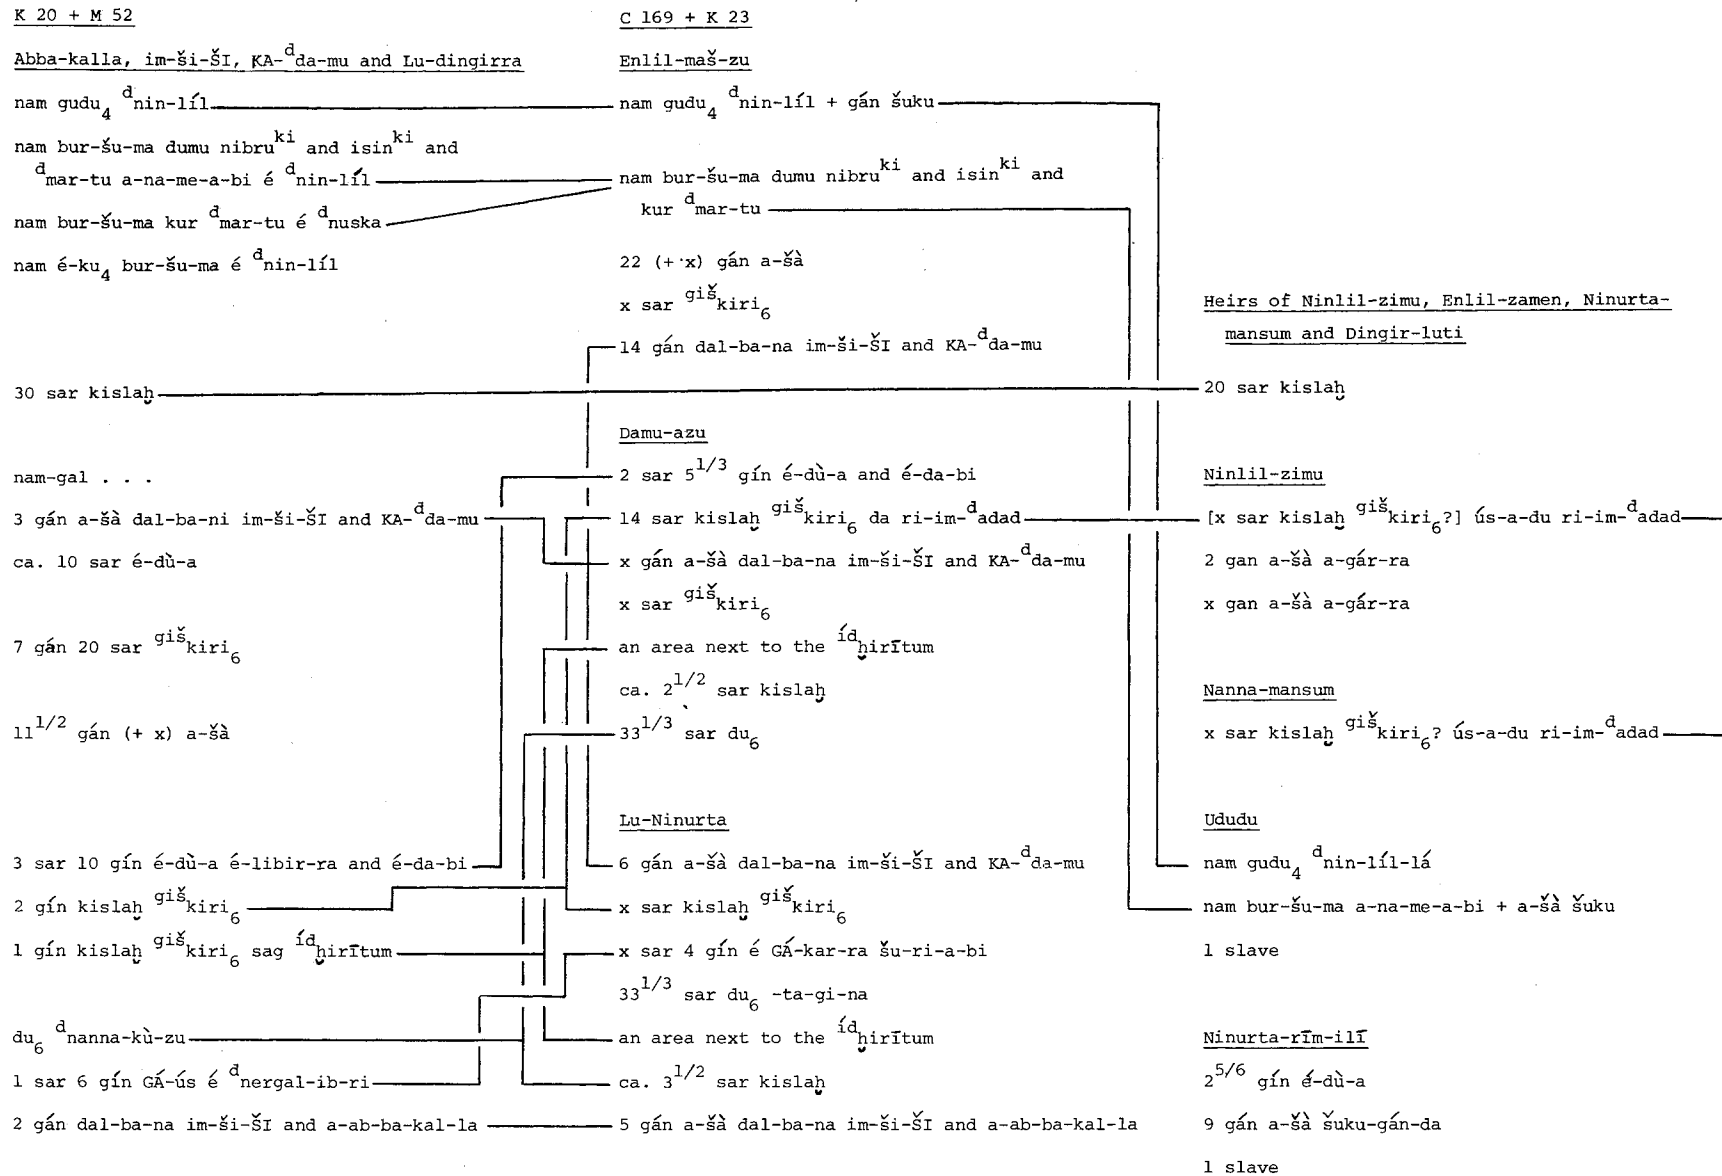 K 20 + M 52
Abba-kalla, im-ši-ŠI, KA-ᵈda-mu and Lu-dingirra
nam gudu₄ ᵈnin-líl
nam bur-šu-ma dumu nibruᵏⁱ and isinᵏⁱ and
ᵈmar-tu a-na-me-a-bi é ᵈnin-líl
nam bur-šu-ma kur ᵈmar-tu é ᵈnuska
nam é-ku₄ bur-šu-ma é ᵈnin-líl
30 sar kislaḫ
nam-gal . . .
3 gán a-šà dal-ba-ni im-ši-ŠI and KA-ᵈda-mu
ca. 10 sar é-dù-a
7 gán 20 sar ᵍⁱˢ̌kiri₆
11 1/2 gán (+ x) a-šà
3 sar 10 gín é-dù-a é-libir-ra and é-da-bi
2 gín kislaḫ ᵍⁱˢ̌kiri₆
1 gín kislaḫ ᵍⁱˢ̌kiri₆ sag ᶦ́ᵈḫirītum
du₆ ᵈnanna-kù-zu
1 sar 6 gín GÁ-ús é ᵈnergal-ib-ri
2 gán dal-ba-na im-ši-ŠI and a-ab-ba-kal-la
C 169 + K 23
Enlil-maš-zu
nam gudu₄ ᵈnin-líl + gán šuku
nam bur-šu-ma dumu nibruᵏⁱ and isinᵏⁱ and
kur ᵈmar-tu
22 (+ x) gán a-šà
x sar ᵍⁱˢ̌kiri₆
14 gán dal-ba-na im-ši-ŠI and KA-ᵈda-mu
Damu-azu
2 sar 5 1/3 gín é-dù-a and é-da-bi
14 sar kislaḫ ᵍⁱˢ̌kiri₆ da ri-im-ᵈadad
x gán a-šà dal-ba-na im-ši-ŠI and KA-ᵈda-mu
x sar ᵍⁱˢ̌kiri₆
an area next to the ᶦ́ᵈḫirītum
ca. 2 1/2 sar kislaḫ
33 1/3 sar du₆
Lu-Ninurta
6 gán a-šà dal-ba-na im-ši-ŠI and KA-ᵈda-mu
x sar kislaḫ ᵍⁱˢ̌kiri₆
x sar 4 gín é GÁ-kar-ra šu-ri-a-bi
33 1/3 sar du₆ -ta-gi-na
an area next to the ᶦ́ᵈḫirītum
ca. 3 1/2 sar kislaḫ
5 gán a-šà dal-ba-na im-ši-ŠI and a-ab-ba-kal-la
Heirs of Ninlil-zimu, Enlil-zamen, Ninurta-
mansum and Dingir-luti
20 sar kislaḫ
Ninlil-zimu
[x sar kislaḫ ᵍⁱˢ̌kiri₆?] ús-a-du ri-im-ᵈadad
2 gan a-šà a-gár-ra
x gan a-šà a-gár-ra
Nanna-mansum
x sar kislaḫ ᵍⁱˢ̌kiri₆? ús-a-du ri-im-ᵈadad
Ududu
nam gudu₄ ᵈnin-líl-lá
nam bur-šu-ma a-na-me-a-bi + a-šà šuku
1 slave
Ninurta-rīm-ilī
2 5/6 gín é-dù-a
9 gán a-šà šuku-gán-da
1 slave